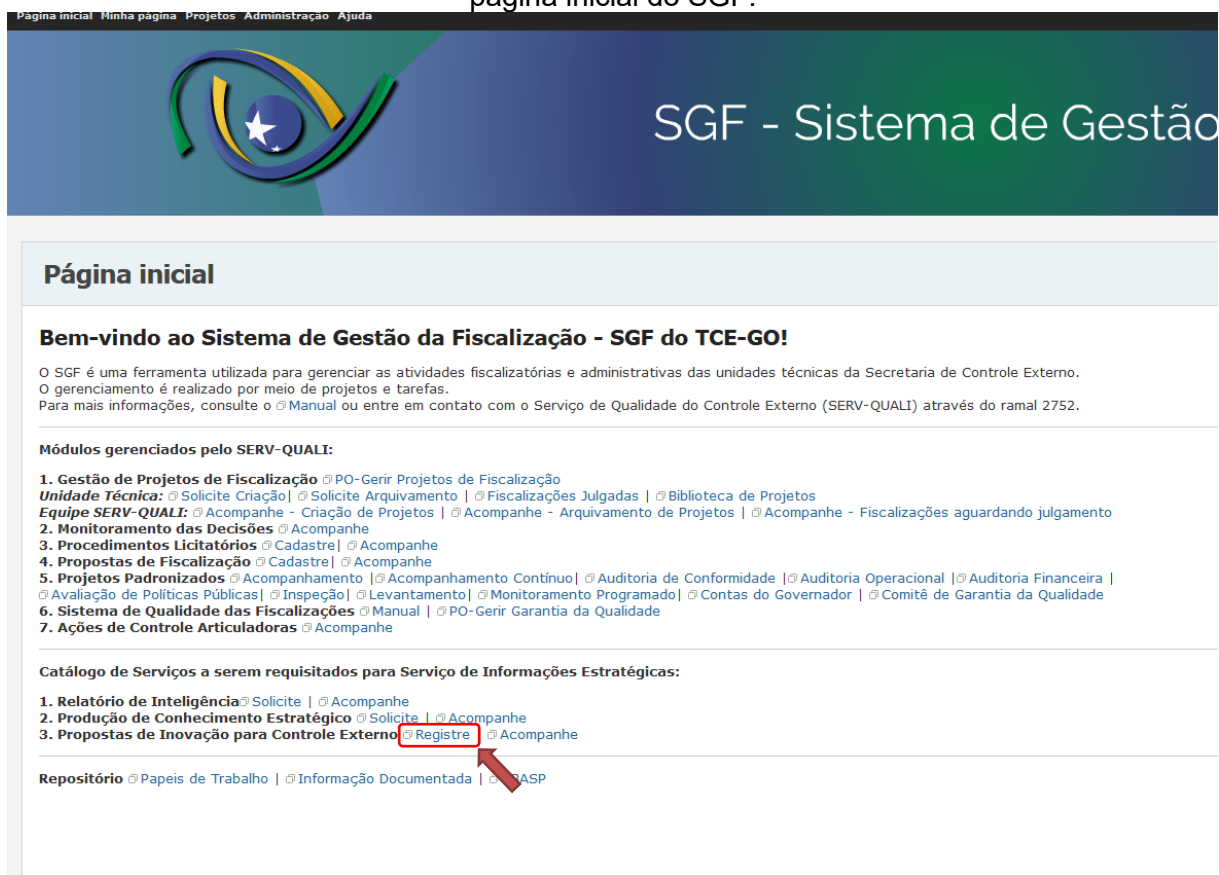 página inicial do SGF.
Página inicial Minha página Projetos Administração Ajuda
SGF - Sistema de Gestão
Página inicial
Bem-vindo ao Sistema de Gestão da Fiscalização - SGF do TCE-GO!
O SGF é uma ferramenta utilizada para gerenciar as atividades fiscalizatórias e administrativas das unidades técnicas da Secretaria de Controle Externo.
O gerenciamento é realizado por meio de projetos e tarefas.
Para mais informações, consulte o Manual ou entre em contato com o Serviço de Qualidade do Controle Externo (SERV-QUALI) através do ramal 2752.
Módulos gerenciados pelo SERV-QUALI:
1. Gestão de Projetos de Fiscalização PO-Gerir Projetos de Fiscalização
Unidade Técnica: Solicite Criação| Solicite Arquivamento | Fiscalizações Julgadas | Biblioteca de Projetos
Equipe SERV-QUALI: Acompanhe - Criação de Projetos | Acompanhe - Arquivamento de Projetos | Acompanhe - Fiscalizações aguardando julgamento
2. Monitoramento das Decisões Acompanhe
3. Procedimentos Licitatórios Cadastre| Acompanhe
4. Propostas de Fiscalização Cadastre| Acompanhe
5. Projetos Padronizados Acompanhamento | Acompanhamento Contínuo| Auditoria de Conformidade | Auditoria Operacional | Auditoria Financeira |
Avaliação de Políticas Públicas| Inspeção| Levantamento| Monitoramento Programado| Contas do Governador | Comitê de Garantia da Qualidade
6. Sistema de Qualidade das Fiscalizações Manual | PO-Gerir Garantia da Qualidade
7. Ações de Controle Articuladoras Acompanhe
Catálogo de Serviços a serem requisitados para Serviço de Informações Estratégicas:
1. Relatório de Inteligência Solicite | Acompanhe
2. Produção de Conhecimento Estratégico Solicite | Acompanhe
3. Propostas de Inovação para Controle Externo Registre Acompanhe
Repositório Papeis de Trabalho | Informação Documentada |